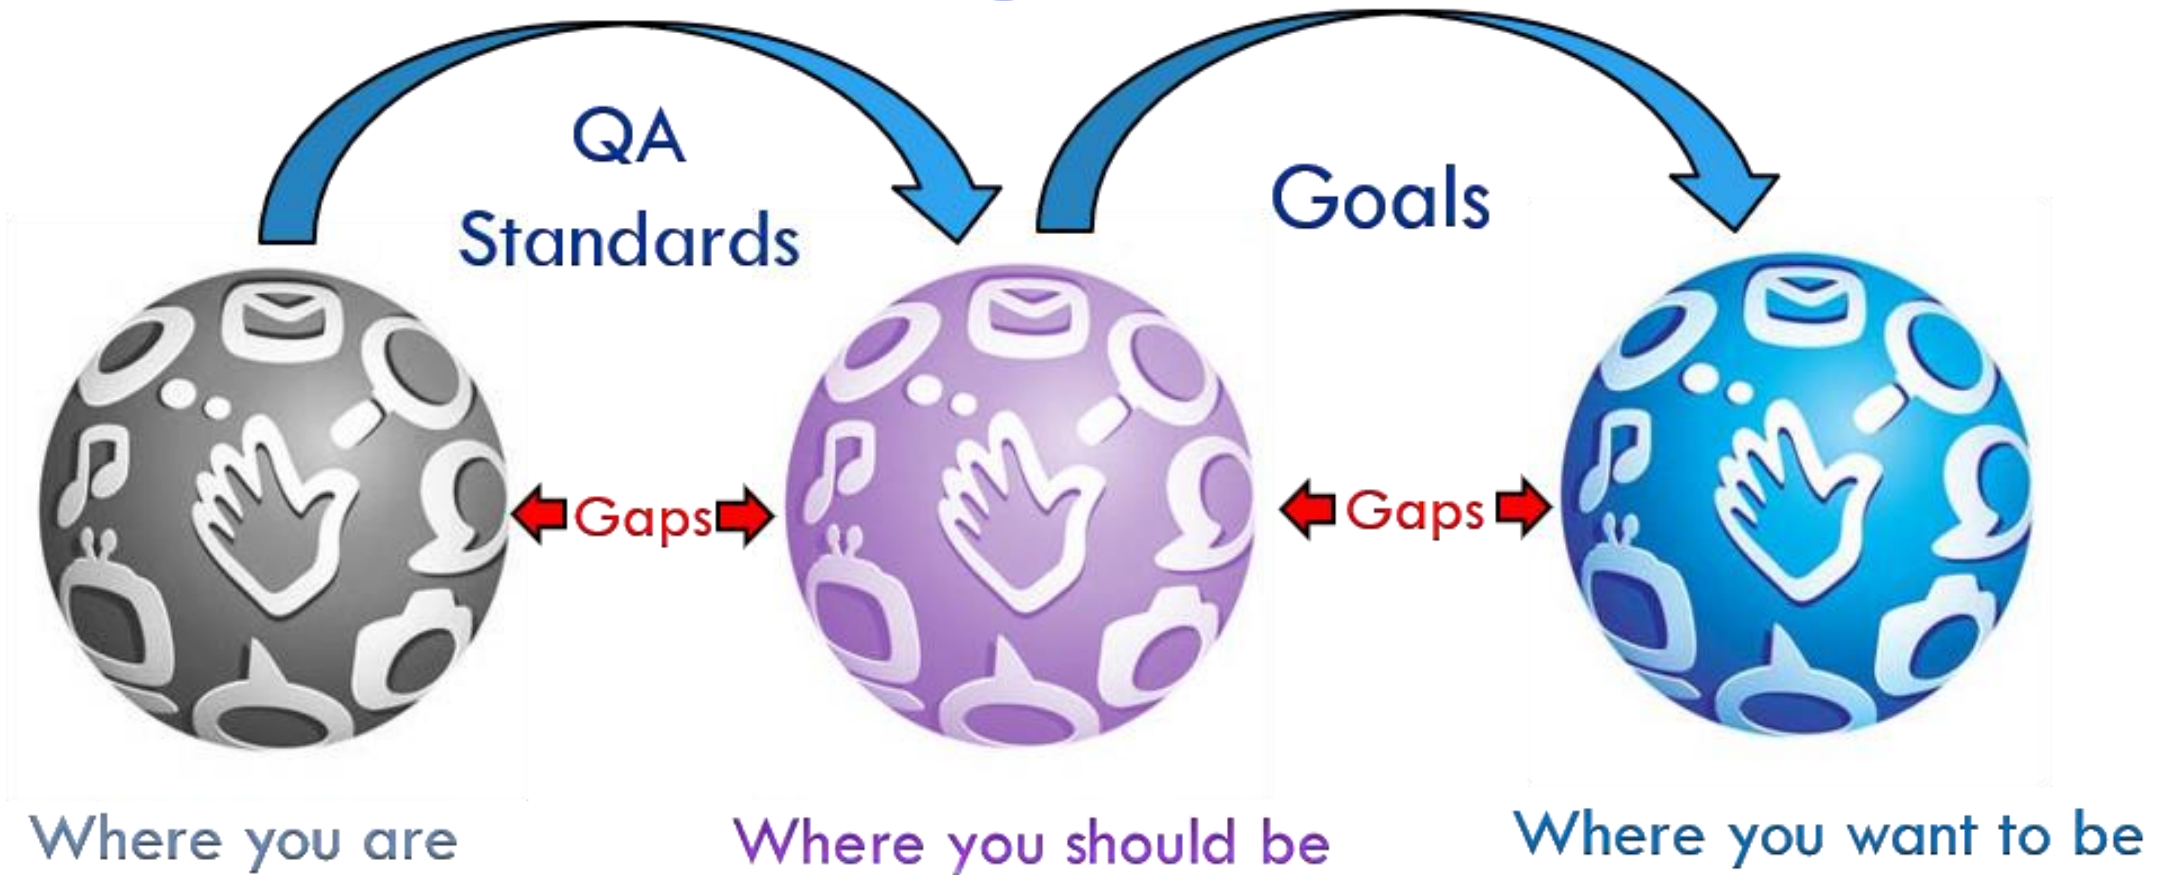 QA
Standards
Goals
Gaps
Gaps
Where you are
Where you should be
Where you want to be